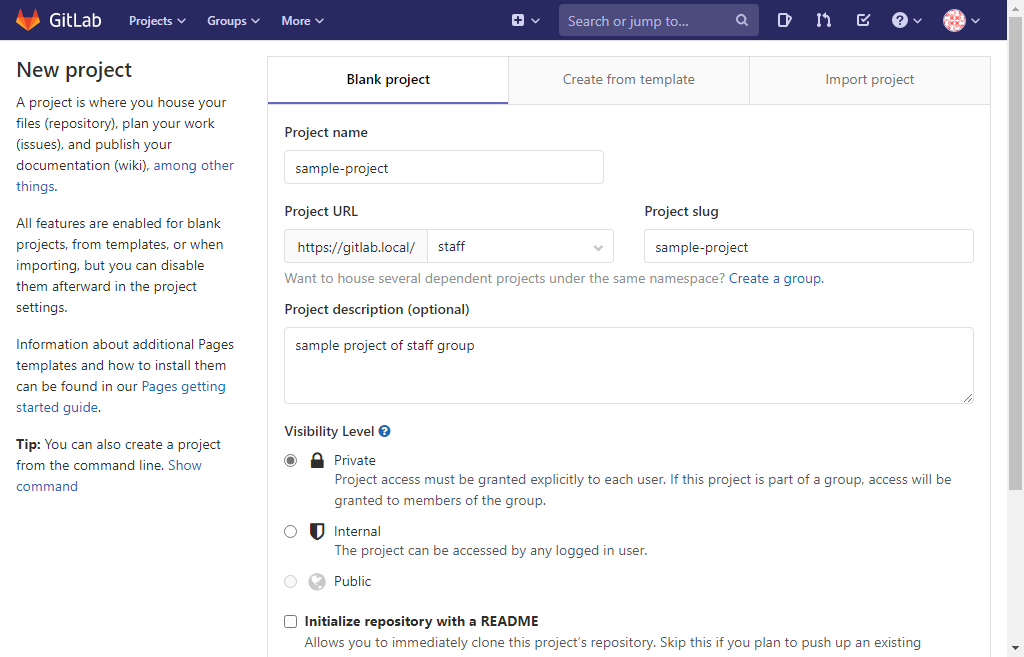 GitLab Projects Groups More Search or jump to...
New project
A project is where you house your
files (repository), plan your work
(issues), and publish your
documentation (wiki), among other
things.
All features are enabled for blank
projects, from templates, or when
importing, but you can disable
them afterward in the project
settings.
Information about additional Pages
templates and how to install them
can be found in our Pages getting
started guide.
Tip: You can also create a project
from the command line. Show
command
Blank project Create from template Import project
Project name
sample-project
Project URL Project slug
https://gitlab.local/ staff sample-project
Want to house several dependent projects under the same namespace? Create a group.
Project description (optional)
sample project of staff group
Visibility Level
Private
Project access must be granted explicitly to each user. If this project is part of a group, access will be
granted to members of the group.
Internal
The project can be accessed by any logged in user.
Public
Initialize repository with a README
Allows you to immediately clone this project's repository. Skip this if you plan to push up an existing